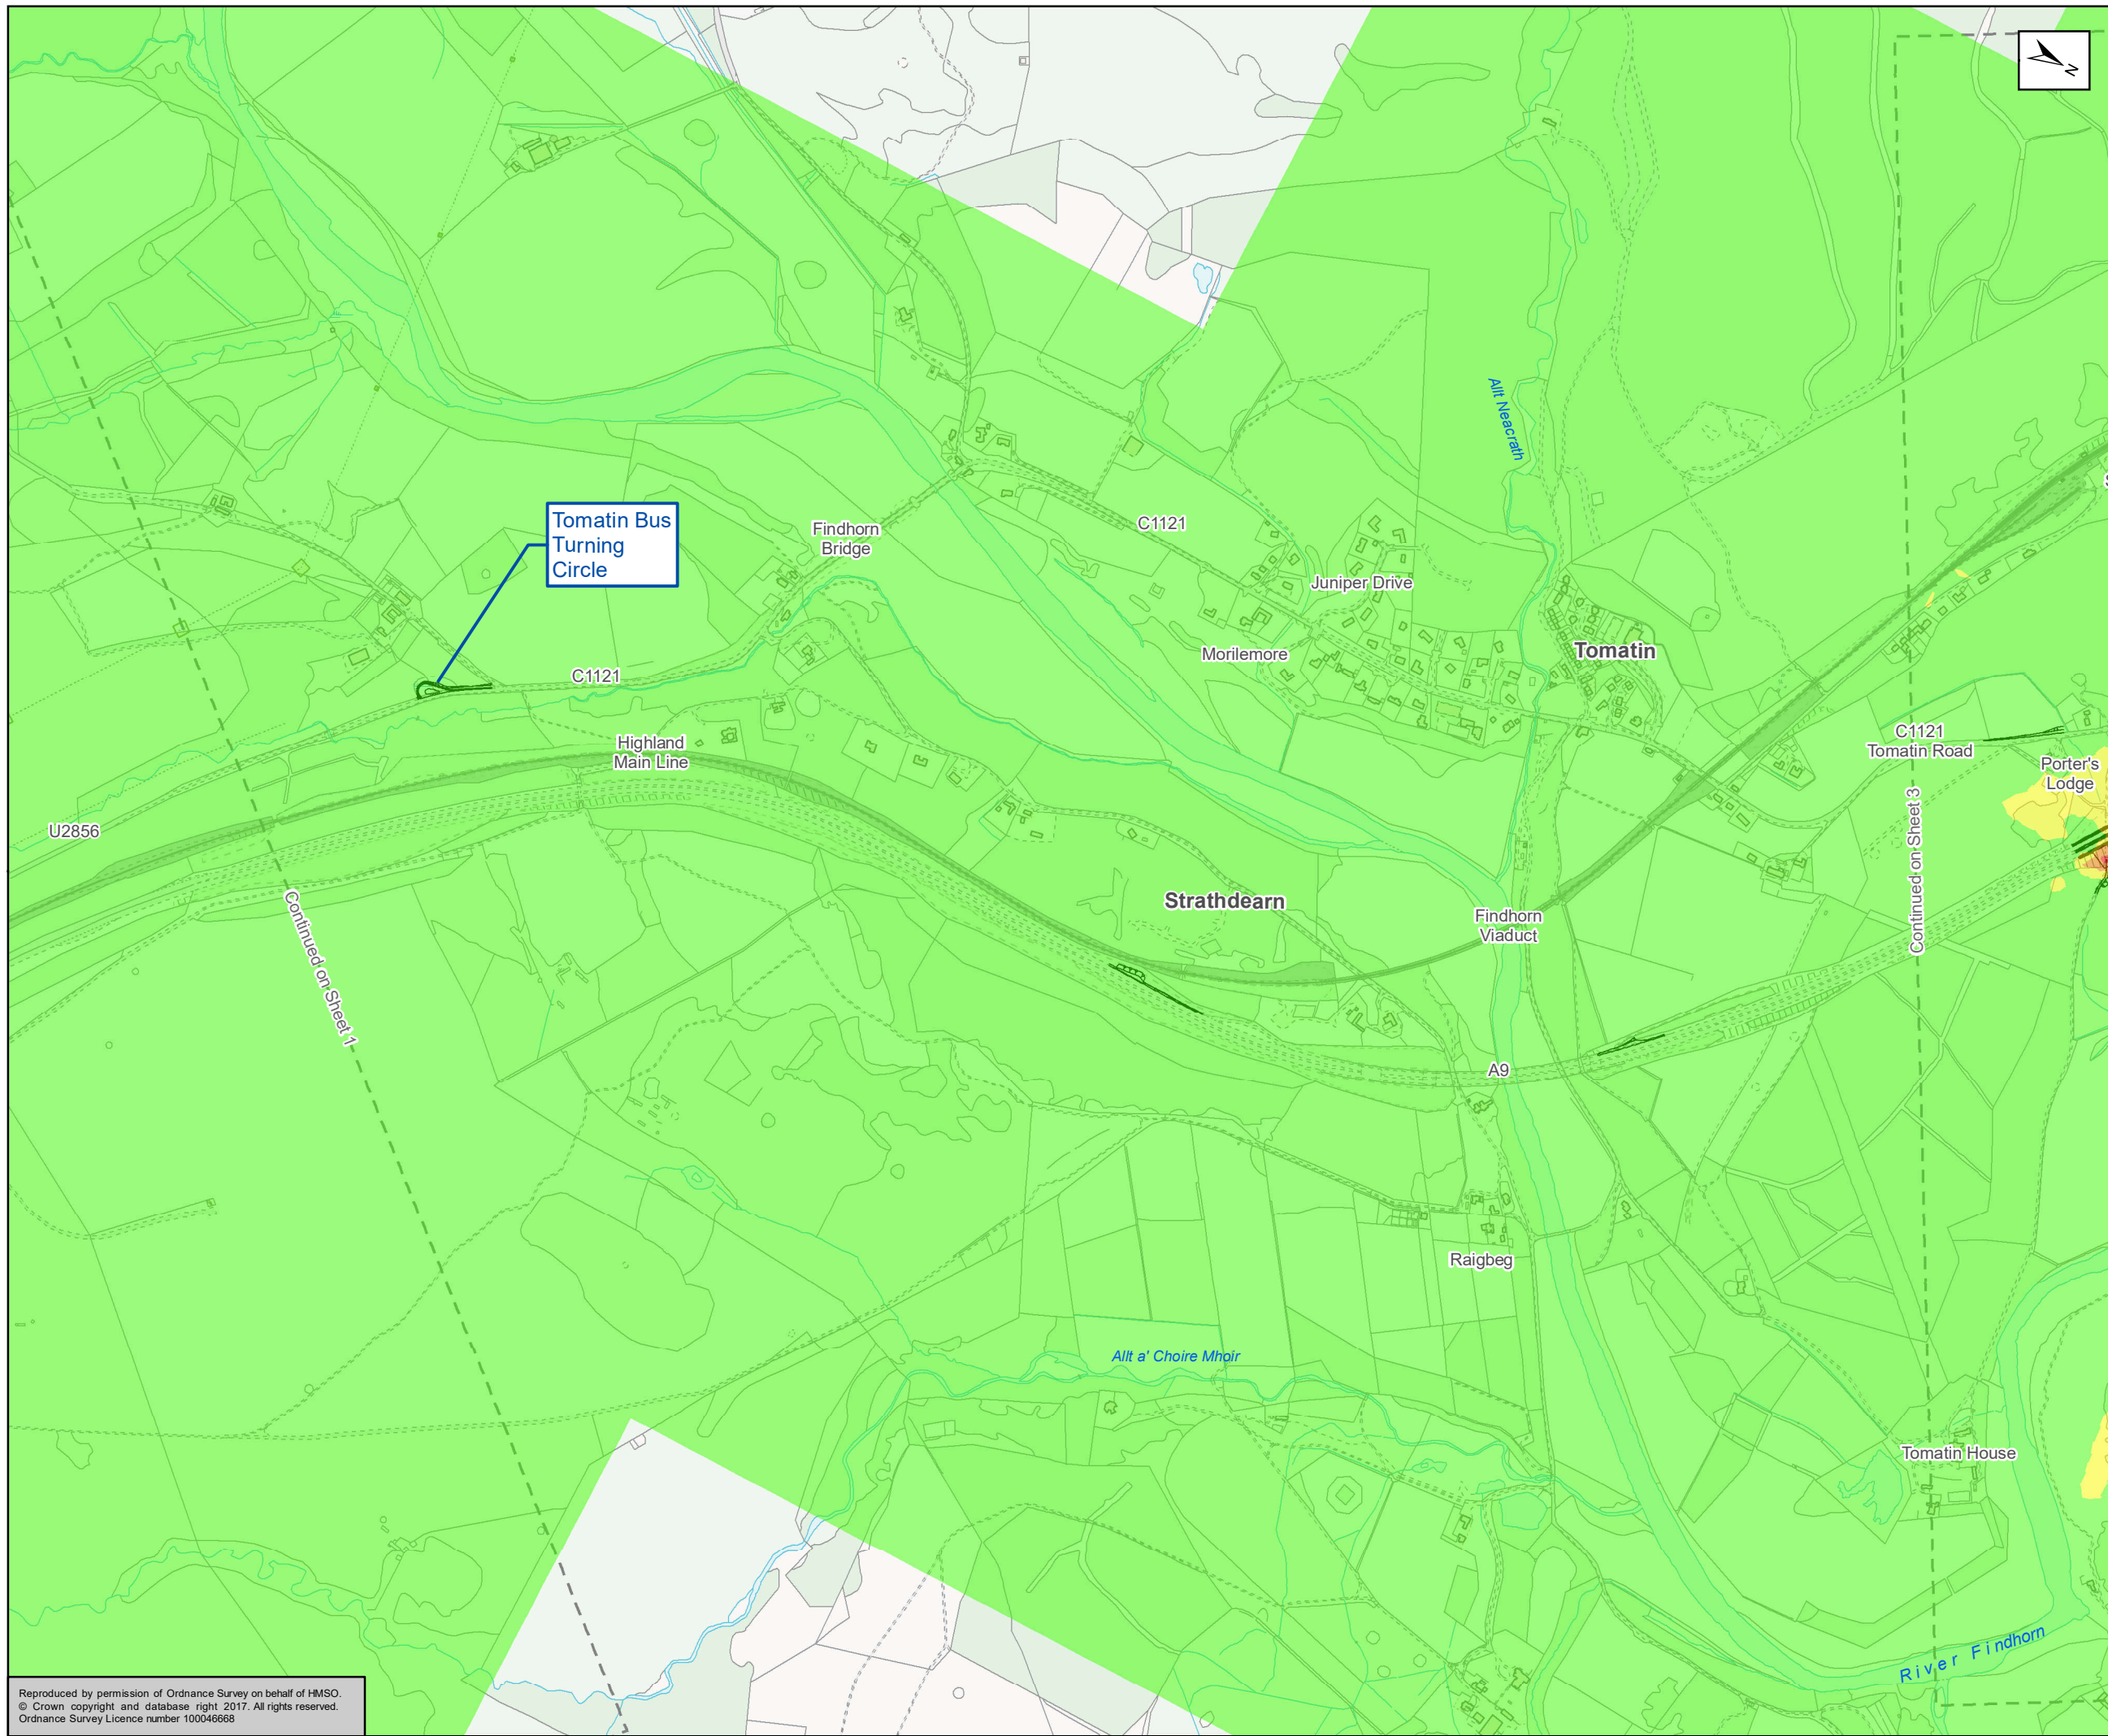 N
Allt Neacrath
Tomatin Bus
Turning
Circle
Findhorn
Bridge
C1121
Juniper Drive
Morilemore
Tomatin
C1121
Highland
Main Line
C1121
Tomatin Road
Porter's
Lodge
U2856
Continued on Sheet 3
Continued on Sheet 1
Strathdearn
Findhorn
Viaduct
A9
Raigbeg
Allt a' Choire Mhoir
Tomatin House
River Findhorn
Reproduced by permission of Ordnance Survey on behalf of HMSO.
© Crown copyright and database right 2017. All rights reserved.
Ordnance Survey Licence number 100046668